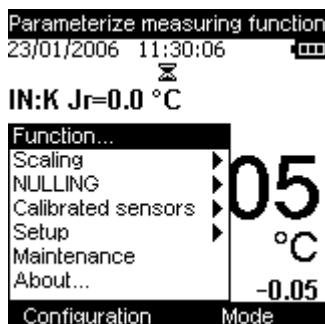 Parameterize measuring function
23/01/2006 11:30:06
IN:K Jr=0.0 °C
Function...
Scaling
NULLING
Calibrated sensors
Setup
Maintenance
About...
05
°C
-0.05
Configuration Mode